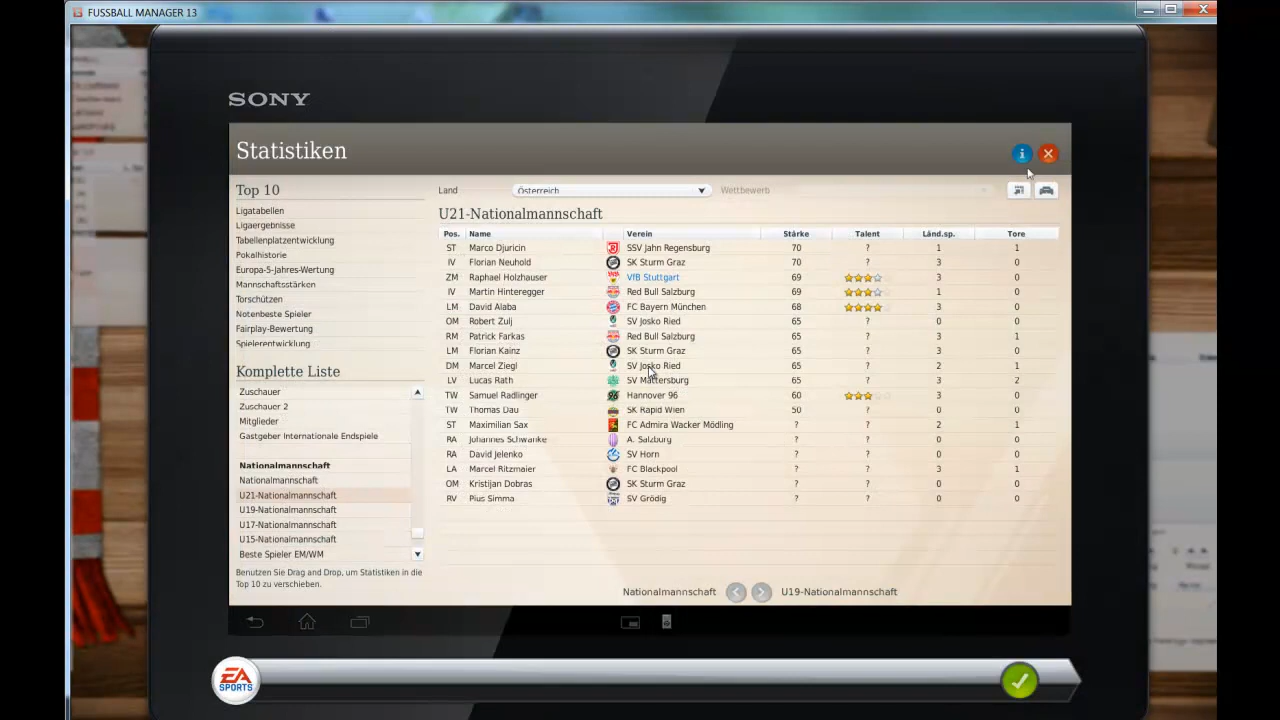 FUSSBALL MANAGER 13
SONY
Statistiken
Top 10
Ligatabellen
Ligaergebnisse
Tabellenplatzentwicklung
Pokalhistorie
Europa-5-Jahres-Wertung
Mannschaftsstärken
Torschützen
Notenbeste Spieler
Fairplay-Bewertung
Spielerentwicklung
Komplette Liste
Zuschauer
Zuschauer 2
Mitglieder
Gastgeber Internationale Endspiele
Nationalmannschaft
Nationalmannschaft
U21-Nationalmannschaft
U19-Nationalmannschaft
U17-Nationalmannschaft
U15-Nationalmannschaft
Beste Spieler EM/WM
Benutzen Sie Drag and Drop, um Statistiken in die
Top 10 zu verschieben.
Land Österreich Wettbewerb
U21-Nationalmannschaft
Pos. Name Verein Stärke Talent Länd.sp. Tore
ST Marco Djuricin SSV Jahn Regensburg 70 ? 1 1
IV Florian Neuhold SK Sturm Graz 70 ? 3 0
ZM Raphael Holzhauser VfB Stuttgart 69 3 0
IV Martin Hinteregger Red Bull Salzburg 69 1 0
LM David Alaba FC Bayern München 68 3 0
OM Robert Zulj SV Josko Ried 65 ? 0 0
RM Patrick Farkas Red Bull Salzburg 65 ? 3 1
LM Florian Kainz SK Sturm Graz 65 ? 3 0
DM Marcel Ziegl SV Josko Ried 65 ? 2 1
LV Lucas Rath SV Mattersburg 65 ? 3 2
TW Samuel Radlinger Hannover 96 60 3 0
TW Thomas Dau SK Rapid Wien 50 ? 0 0
ST Maximilian Sax FC Admira Wacker Mödling ? ? 2 1
RA Johannes Schwanke A. Salzburg ? ? 0 0
RA David Jelenko SV Horn ? ? 0 0
LA Marcel Ritzmaier FC Blackpool ? ? 3 1
OM Kristijan Dobras SK Sturm Graz ? ? 0 0
RV Pius Simma SV Grödig ? ? 0 0
Nationalmannschaft U19-Nationalmannschaft
EA
SPORTS